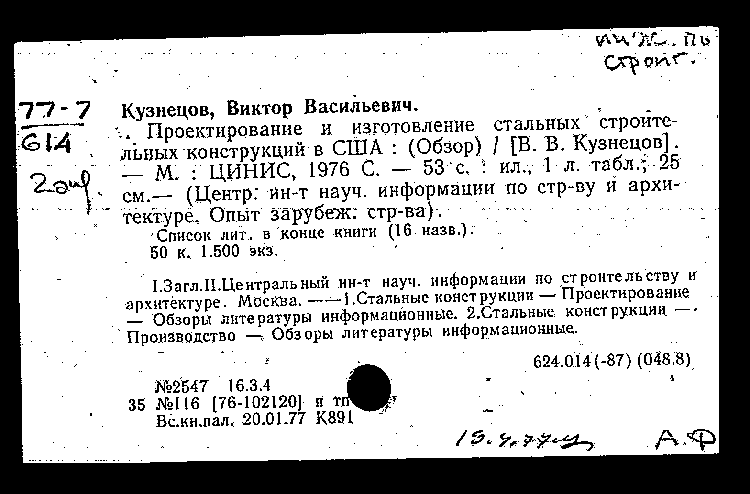 инж. по
строит.
77-7
614
2 экз.
Кузнецов, Виктор Васильевич.
Проектирование и изготовление стальных строите-
льных конструкций в США : (Обзор) / [В. В. Кузнецов].
— М. : ЦИНИС, 1976 С. — 53 с. : ил., 1 л. табл.; 25
см.— (Центр. ин-т науч. информации по стр-ву и архи-
тектуре. Опыт зарубеж. стр-ва).
Список лит. в конце книги (16 назв.).
50 к. 1.500 экз.
I.Загл.II.Центральный ин-т науч. информации по строительству и
архитектуре. Москва. ——1.Стальные конструкции — Проектирование
— Обзоры литературы информационные. 2.Стальные конструкции —
Производство — Обзоры литературы информационные.
624.014(-87) (048.8)
№2547 16.3.4
35 №116 [76-102120] п тп
Вс.кн.пал. 20.01.77 К891
А.Ф